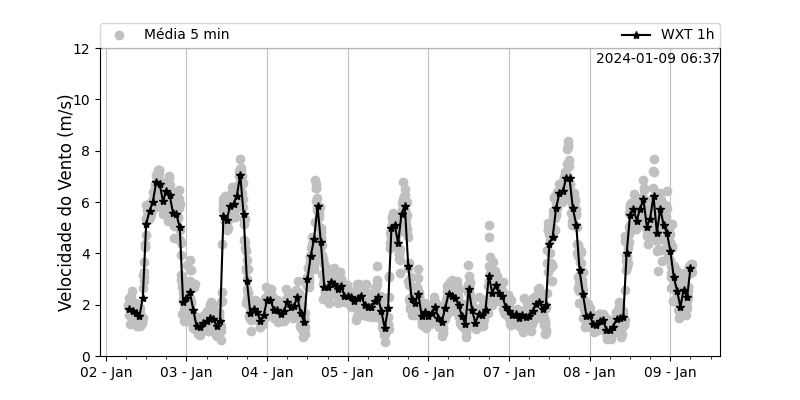 Média 5 min
WXT 1h
2024-01-09 06:37
Velocidade do Vento (m/s)
12
10
8
6
4
2
0
02 - Jan
03 - Jan
04 - Jan
05 - Jan
06 - Jan
07 - Jan
08 - Jan
09 - Jan